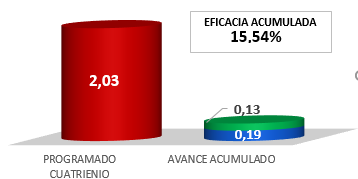 EFICACIA ACUMULADA
15,54%
2,03
0,13
0,19
PROGRAMADO
CUATRIENIO
AVANCE ACUMULADO